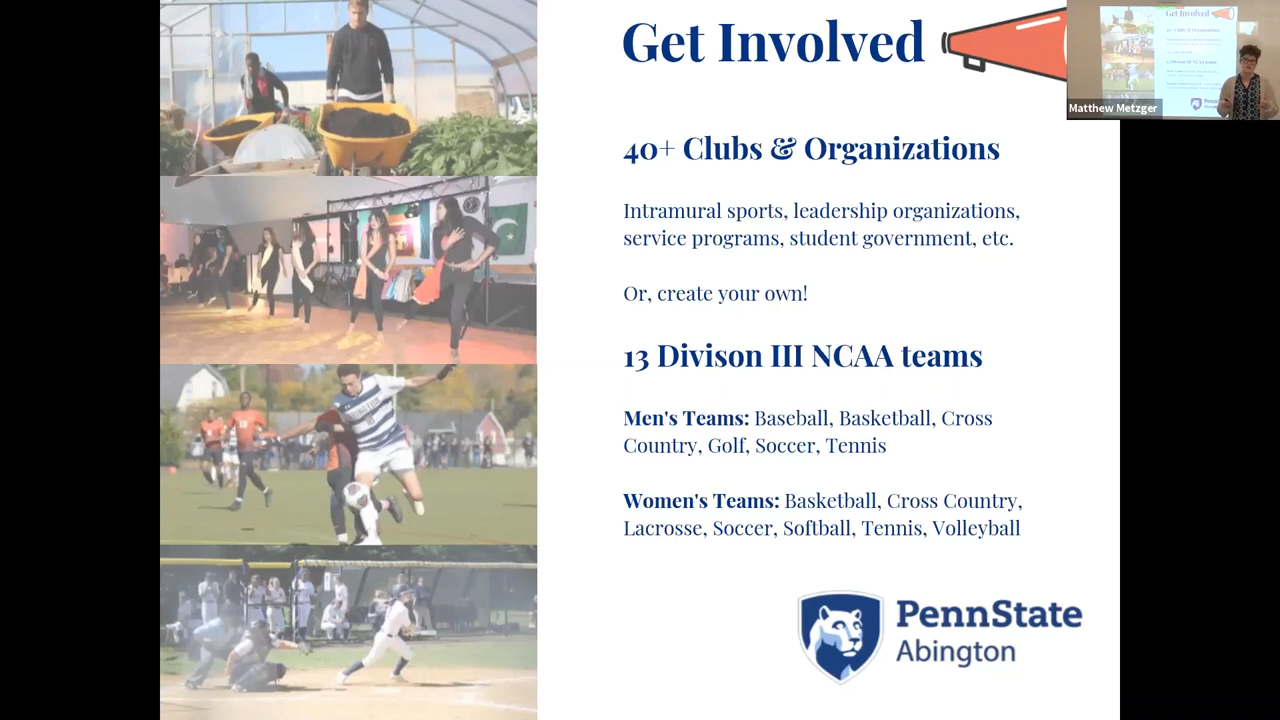 Get Involved
Matthew Metzger
40+ Clubs & Organizations
Intramural sports, leadership organizations,
service programs, student government, etc.
Or, create your own!
13 Divison III NCAA teams
Men's Teams: Baseball, Basketball, Cross
Country, Golf, Soccer, Tennis
Women's Teams: Basketball, Cross Country,
Lacrosse, Soccer, Softball, Tennis, Volleyball
PennState
Abington